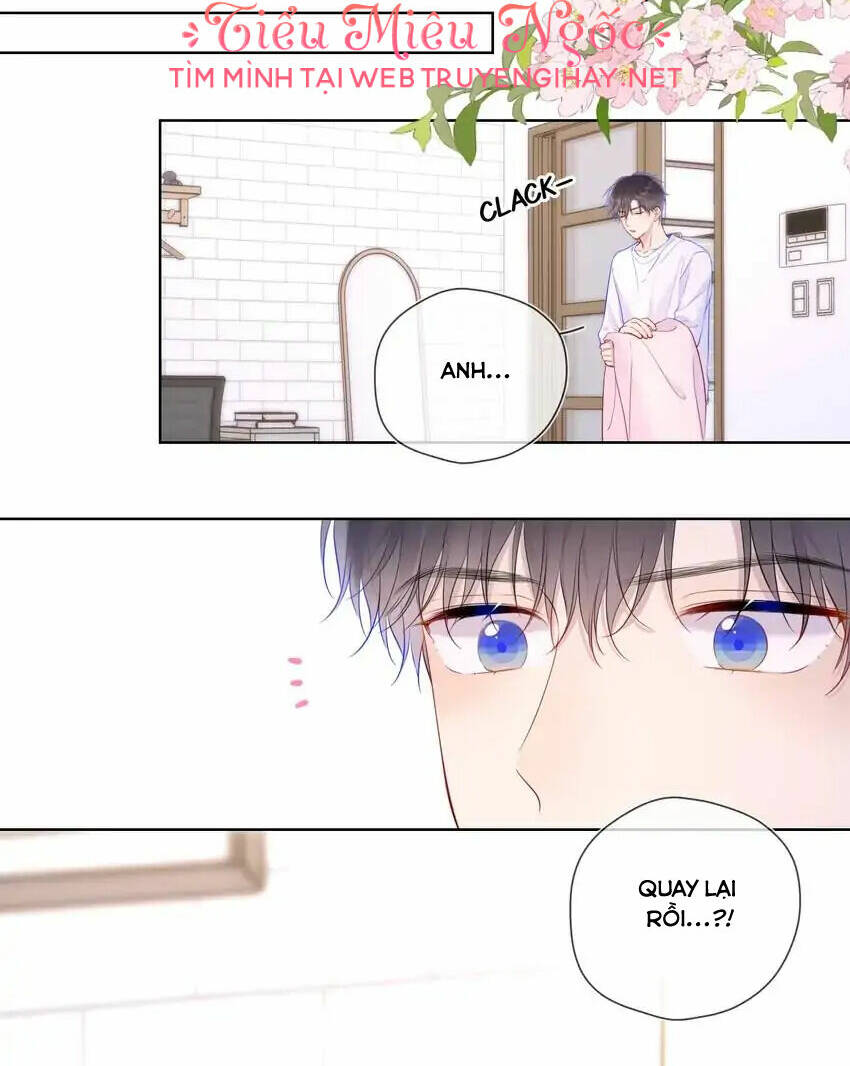 Tiểu Miêu Ngốc
TÌM MÌNH TẠI WEB TRUYENGIHAY.NET
CLACK-
ANH...
QUAY LẠI
RỒI...?!